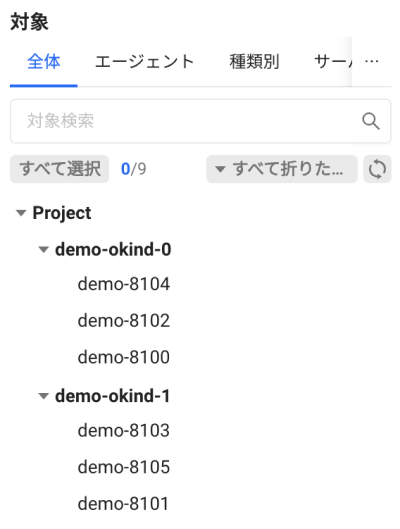 対象
全体 エージェント 種類別 サー ...
対象検索
すべて選択 0/9 すべて折りた...
Project
demo-okind-0
demo-8104
demo-8102
demo-8100
demo-okind-1
demo-8103
demo-8105
demo-8101